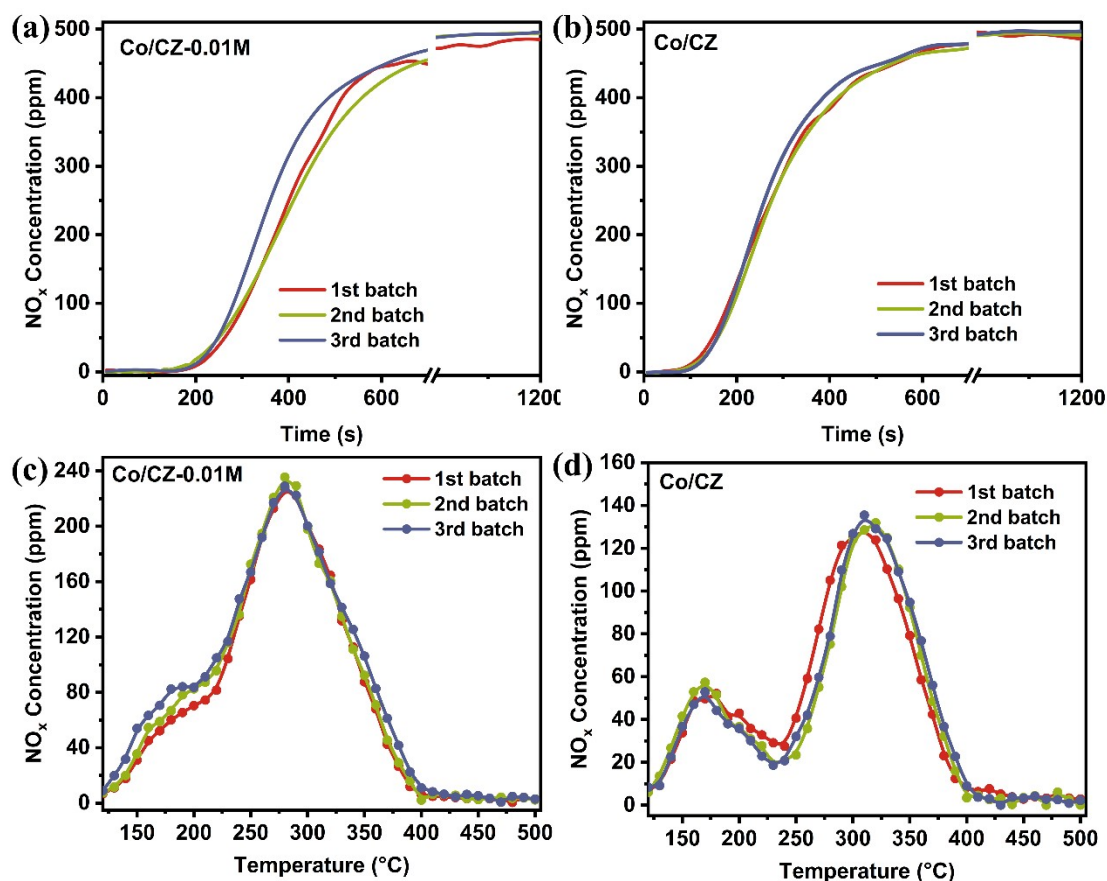 (a)
Co/CZ-0.01M
NOx Concentration (ppm)
500
400
300
200
100
0
1st batch
2nd batch
3rd batch
0 200 400 600 1200
Time (s)
(b)
Co/CZ
NOx Concentration (ppm)
500
400
300
200
100
0
1st batch
2nd batch
3rd batch
0 200 400 600 1200
Time (s)
(c)
Co/CZ-0.01M
NOx Concentration (ppm)
240
200
160
120
80
40
0
1st batch
2nd batch
3rd batch
150 200 250 300 350 400 450 500
Temperature (°C)
(d)
Co/CZ
NOx Concentration (ppm)
160
140
120
100
80
60
40
20
0
1st batch
2nd batch
3rd batch
150 200 250 300 350 400 450 500
Temperature (°C)